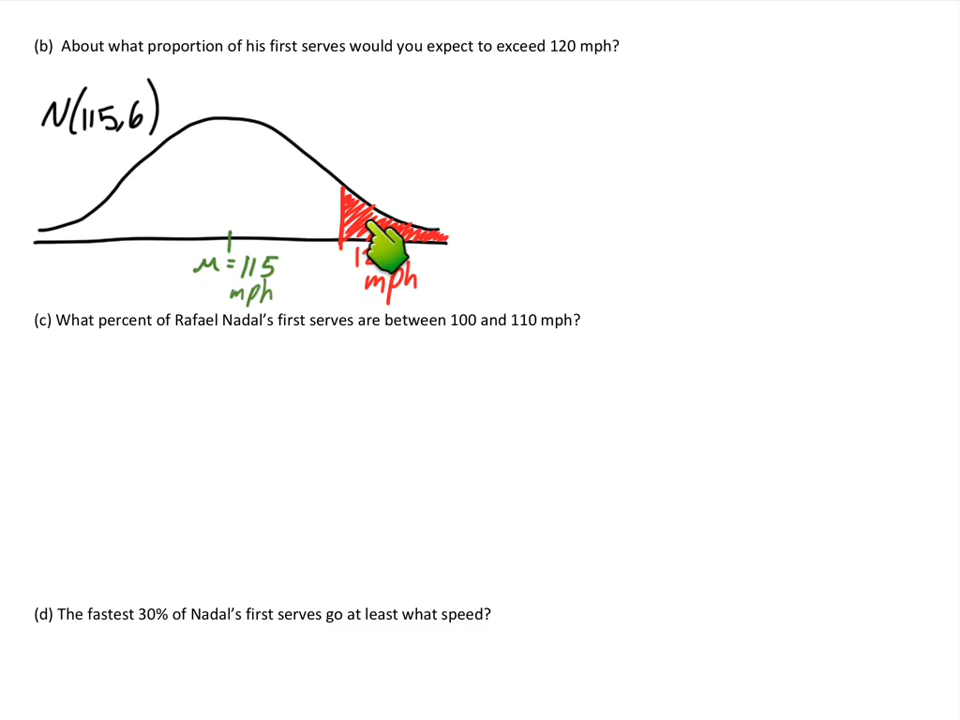 (b) About what proportion of his first serves would you expect to exceed 120 mph?
N(115,6)
μ = 115
mph
mph
(c) What percent of Rafael Nadal's first serves are between 100 and 110 mph?
(d) The fastest 30% of Nadal's first serves go at least what speed?